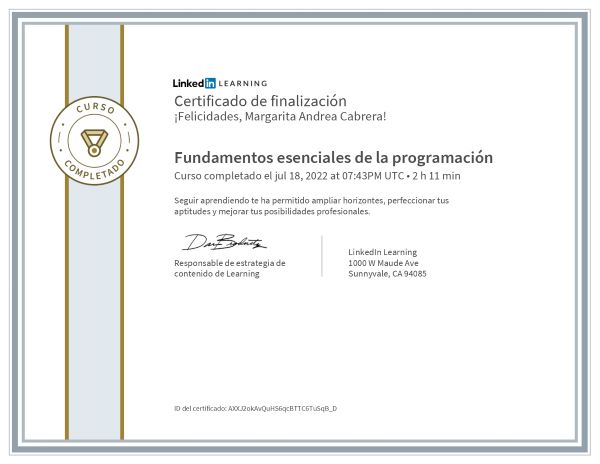 LinkedIn LEARNING
Certificado de finalización
¡Felicidades, Margarita Andrea Cabrera!
CURSO
COMPLETADO
Fundamentos esenciales de la programación
Curso completado el jul 18, 2022 at 07:43PM UTC • 2 h 11 min
Seguir aprendiendo te ha permitido ampliar horizontes, perfeccionar tus
aptitudes y mejorar tus posibilidades profesionales.
Responsable de estrategia de
contenido de Learning
LinkedIn Learning
1000 W Maude Ave
Sunnyvale, CA 94085
ID del certificado: AXXJ2okAvQuHS6qcBTTC6TuSqB_D